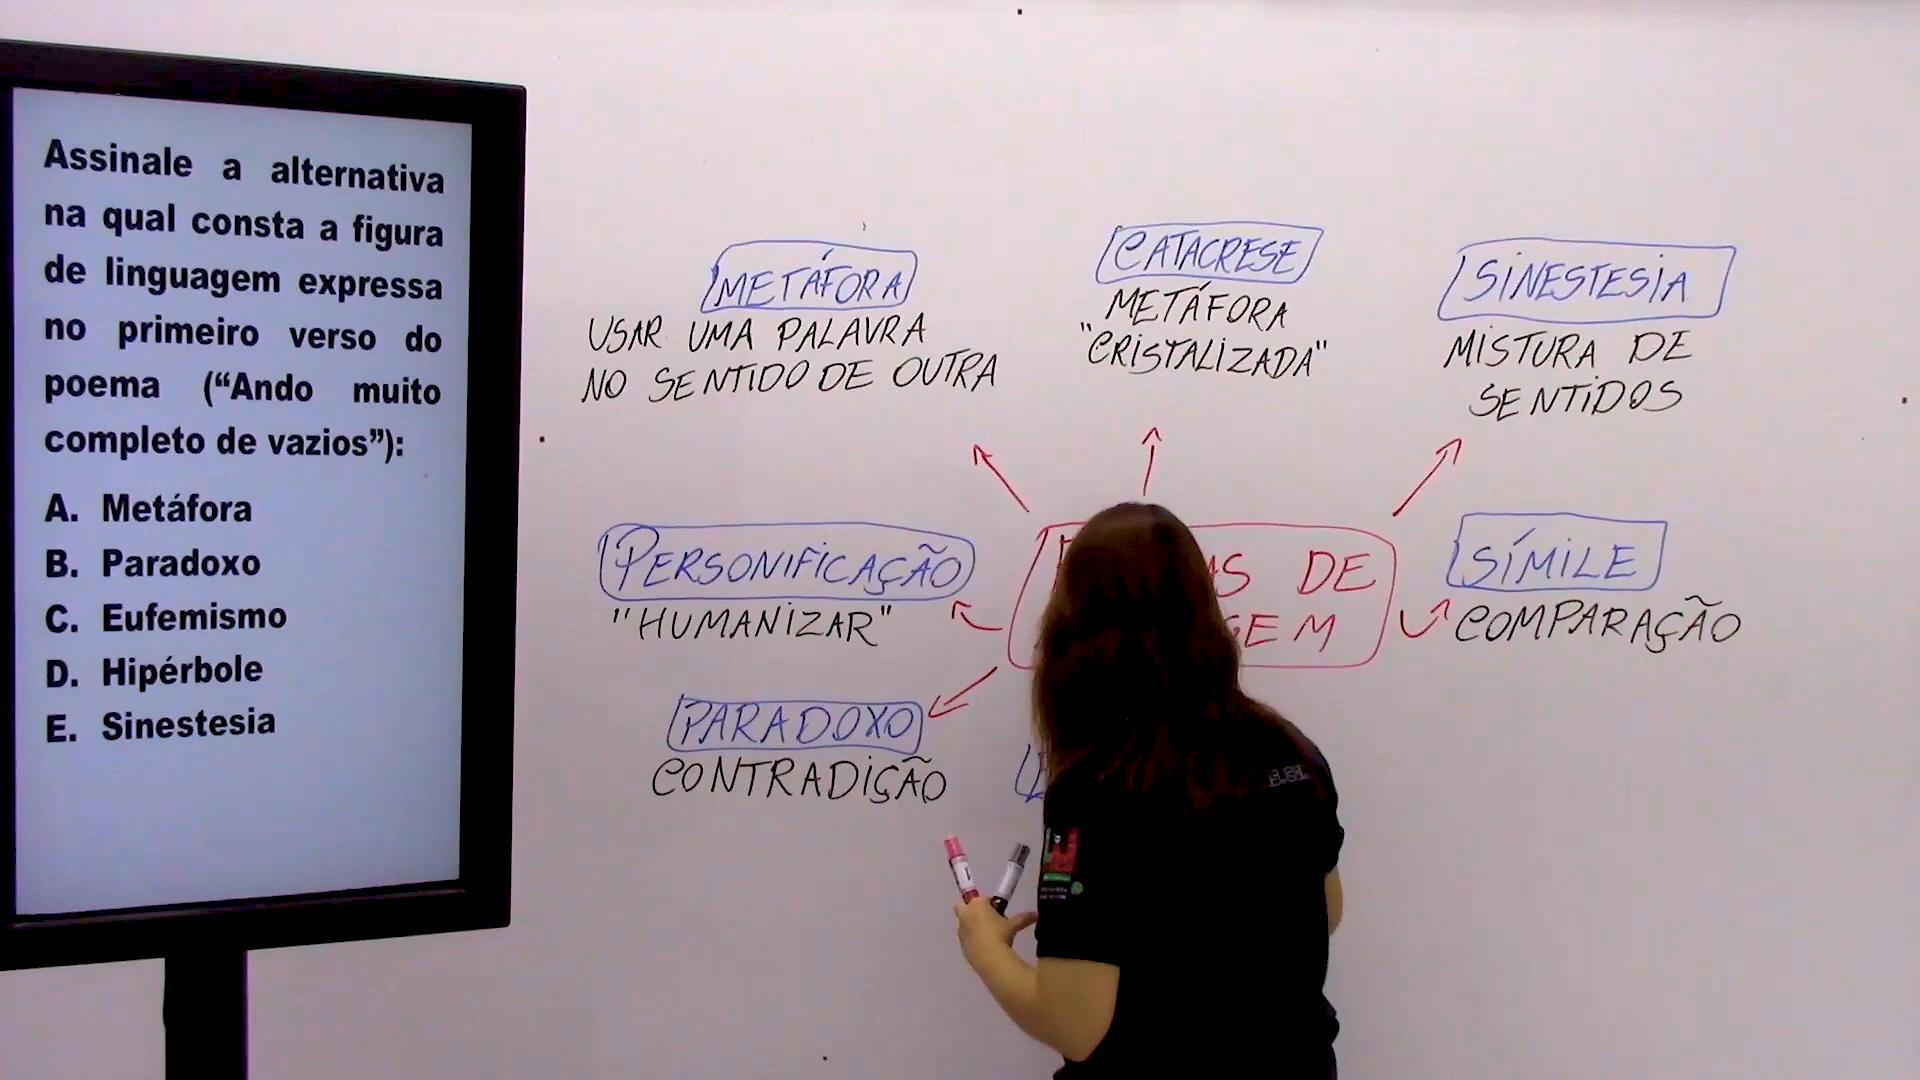 Assinale a alternativa
na qual consta a figura
de linguagem expressa
no primeiro verso do
poema (“Ando muito
completo de vazios”):
A. Metáfora
B. Paradoxo
C. Eufemismo
D. Hipérbole
E. Sinestesia
METÁFORA
USAR UMA PALAVRA
NO SENTIDO DE OUTRA
CATACRESE
METÁFORA
"CRISTALIZADA"
SINESTESIA
MISTURA DE
SENTIDOS
PERSONIFICAÇÃO
"HUMANIZAR"
DE
SÍMILE
COMPARAÇÃO
PARADOXO
CONTRADIÇÃO